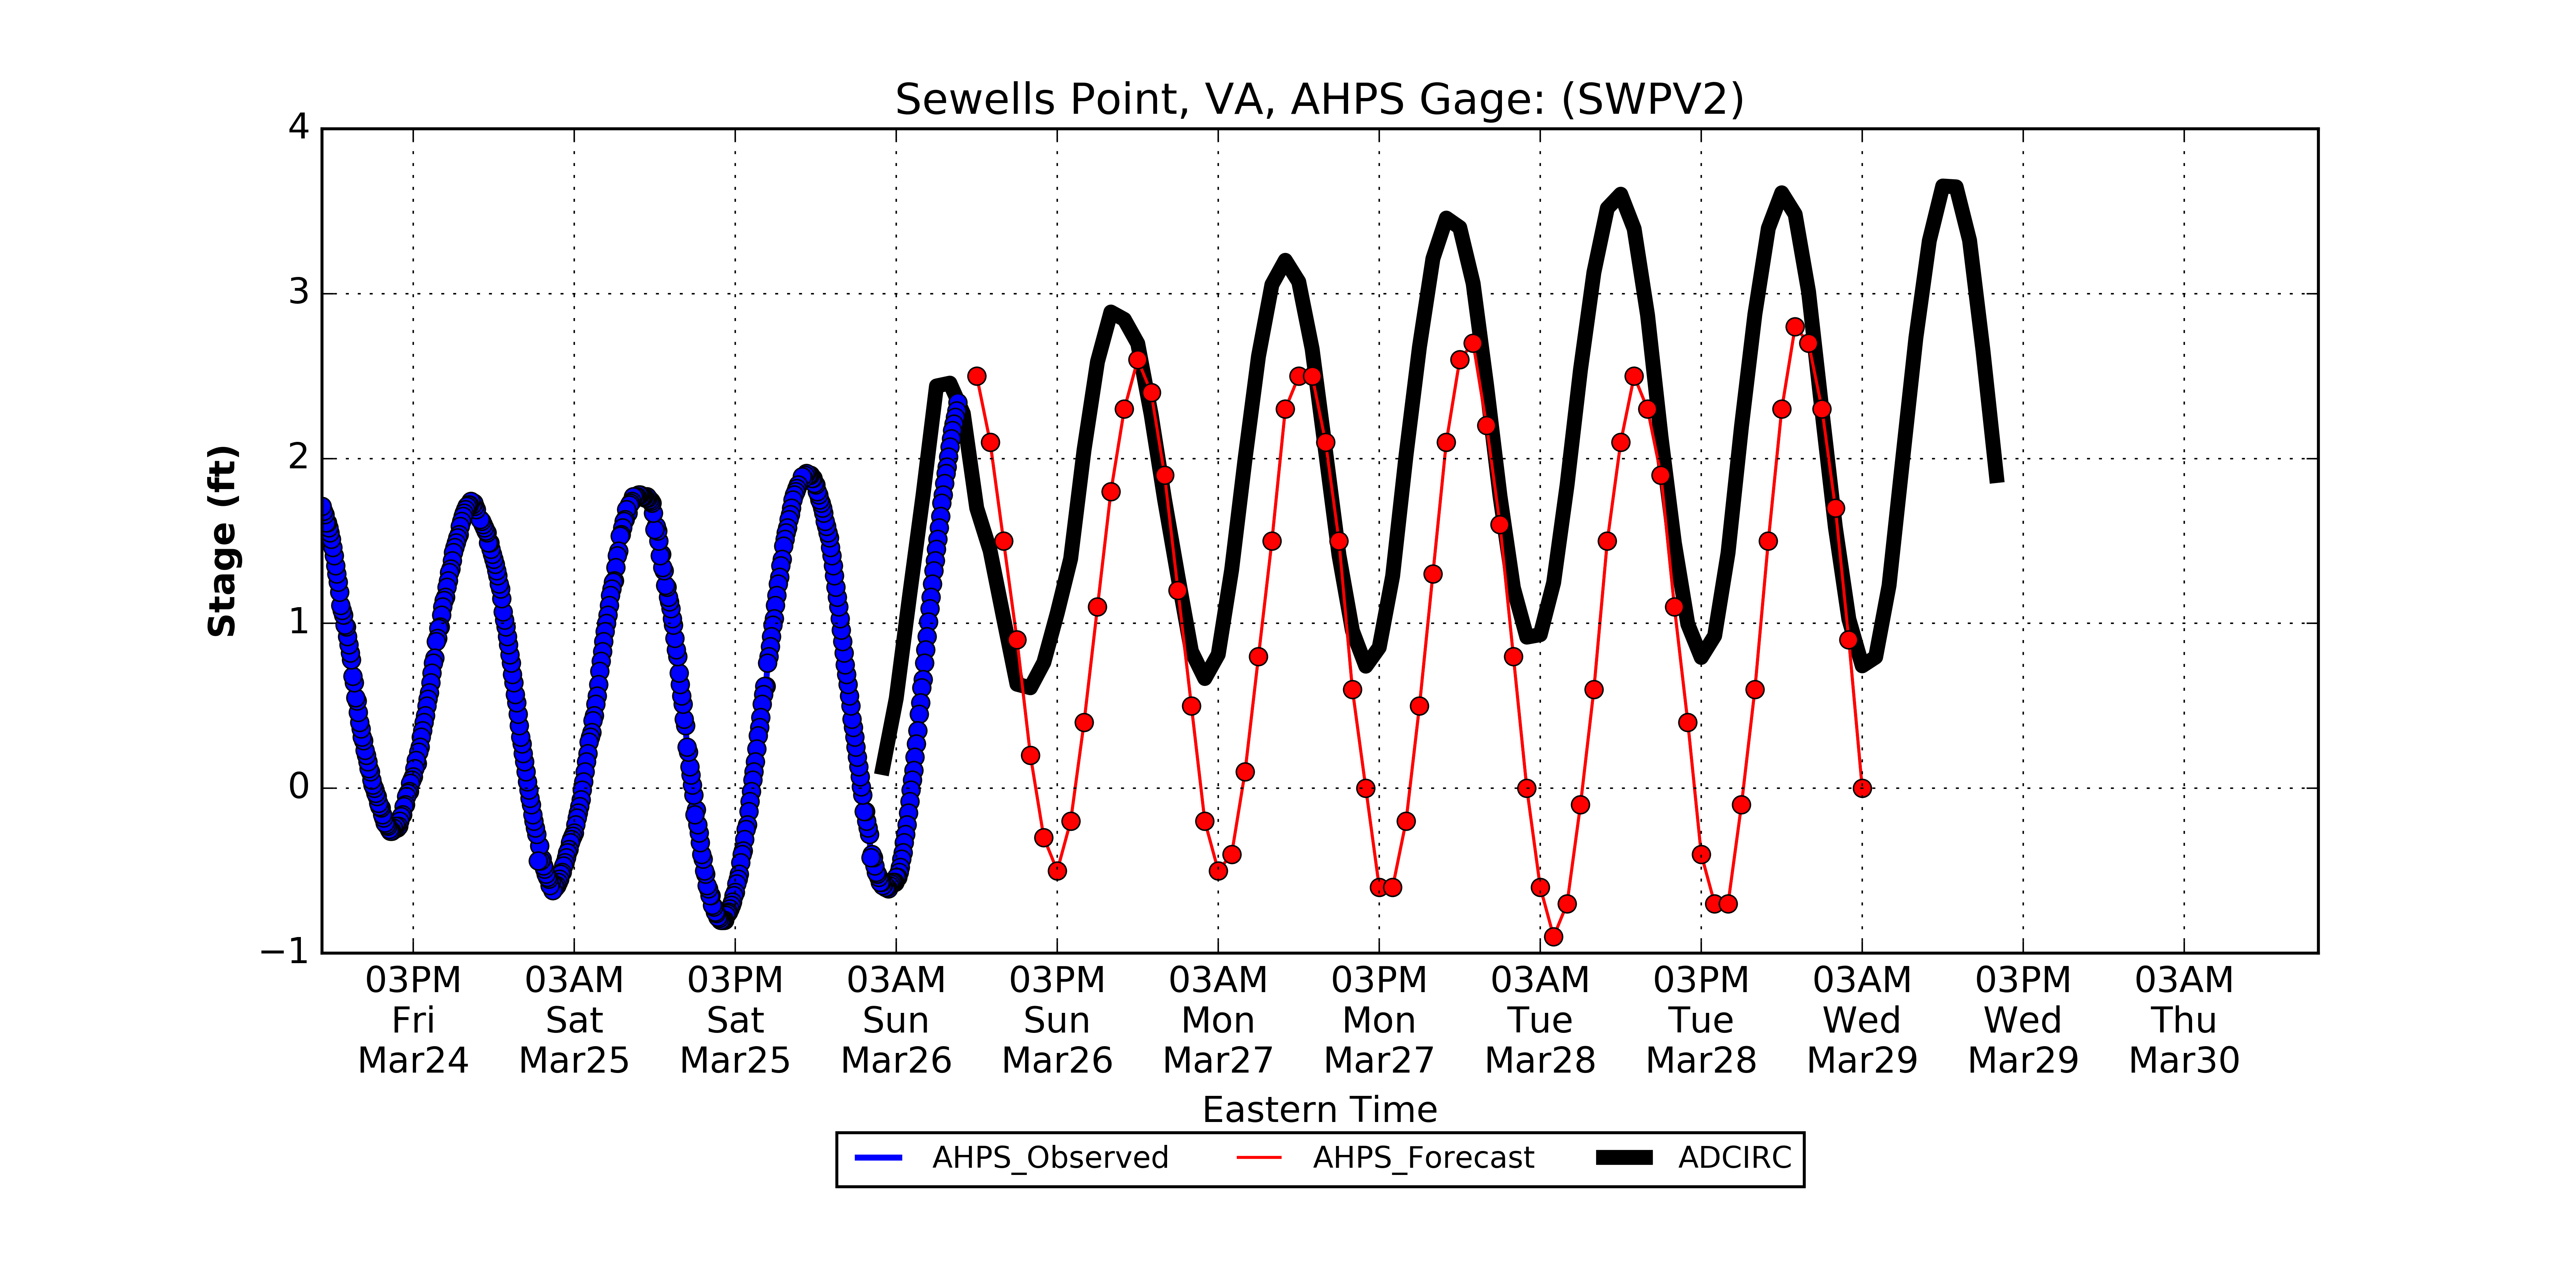 Sewells Point, VA, AHPS Gage: (SWPV2)
4
3
2
1
0
−1
Stage (ft)
03PM 03AM 03PM 03AM 03PM 03AM 03PM 03AM 03PM 03AM 03PM 03AM
Fri Sat Sat Sun Sun Mon Mon Tue Tue Wed Wed Thu
Mar24 Mar25 Mar25 Mar26 Mar26 Mar27 Mar27 Mar28 Mar28 Mar29 Mar29 Mar30
Eastern Time
AHPS_Observed AHPS_Forecast ADCIRC